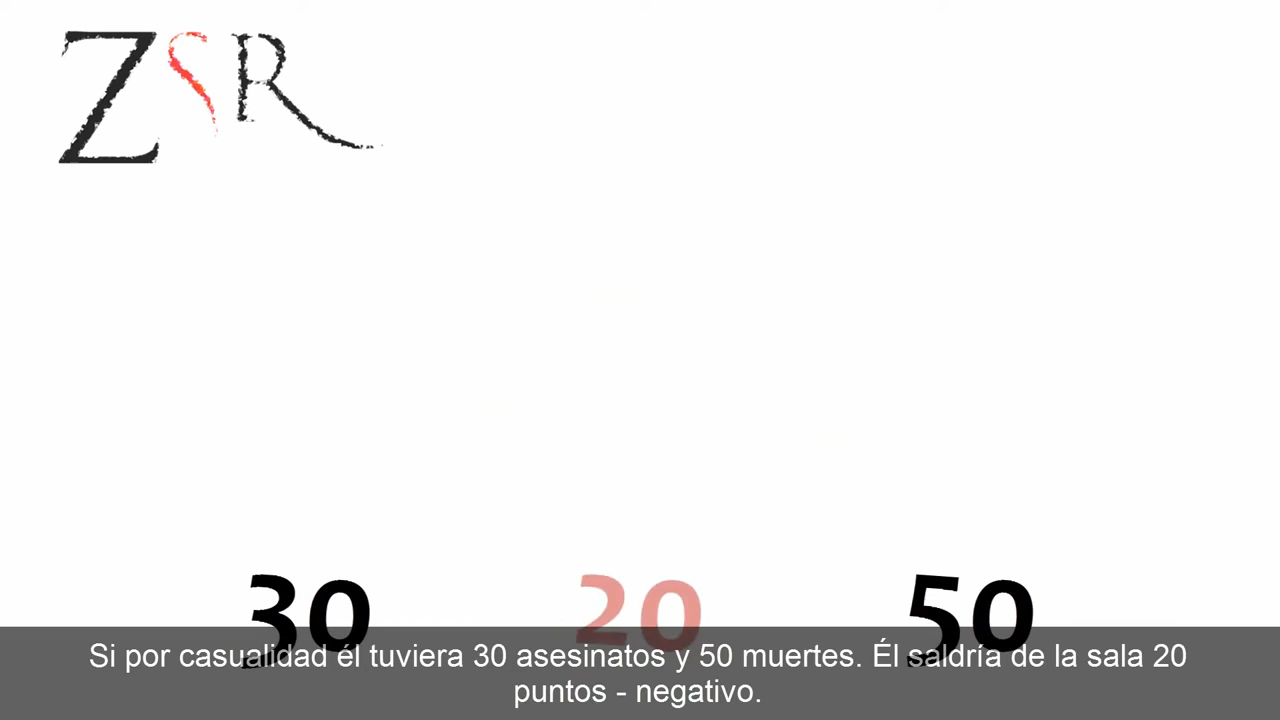 ZSR
30 20 50
Si por casualidad él tuviera 30 asesinatos y 50 muertes. Él saldría de la sala 20
puntos - negativo.